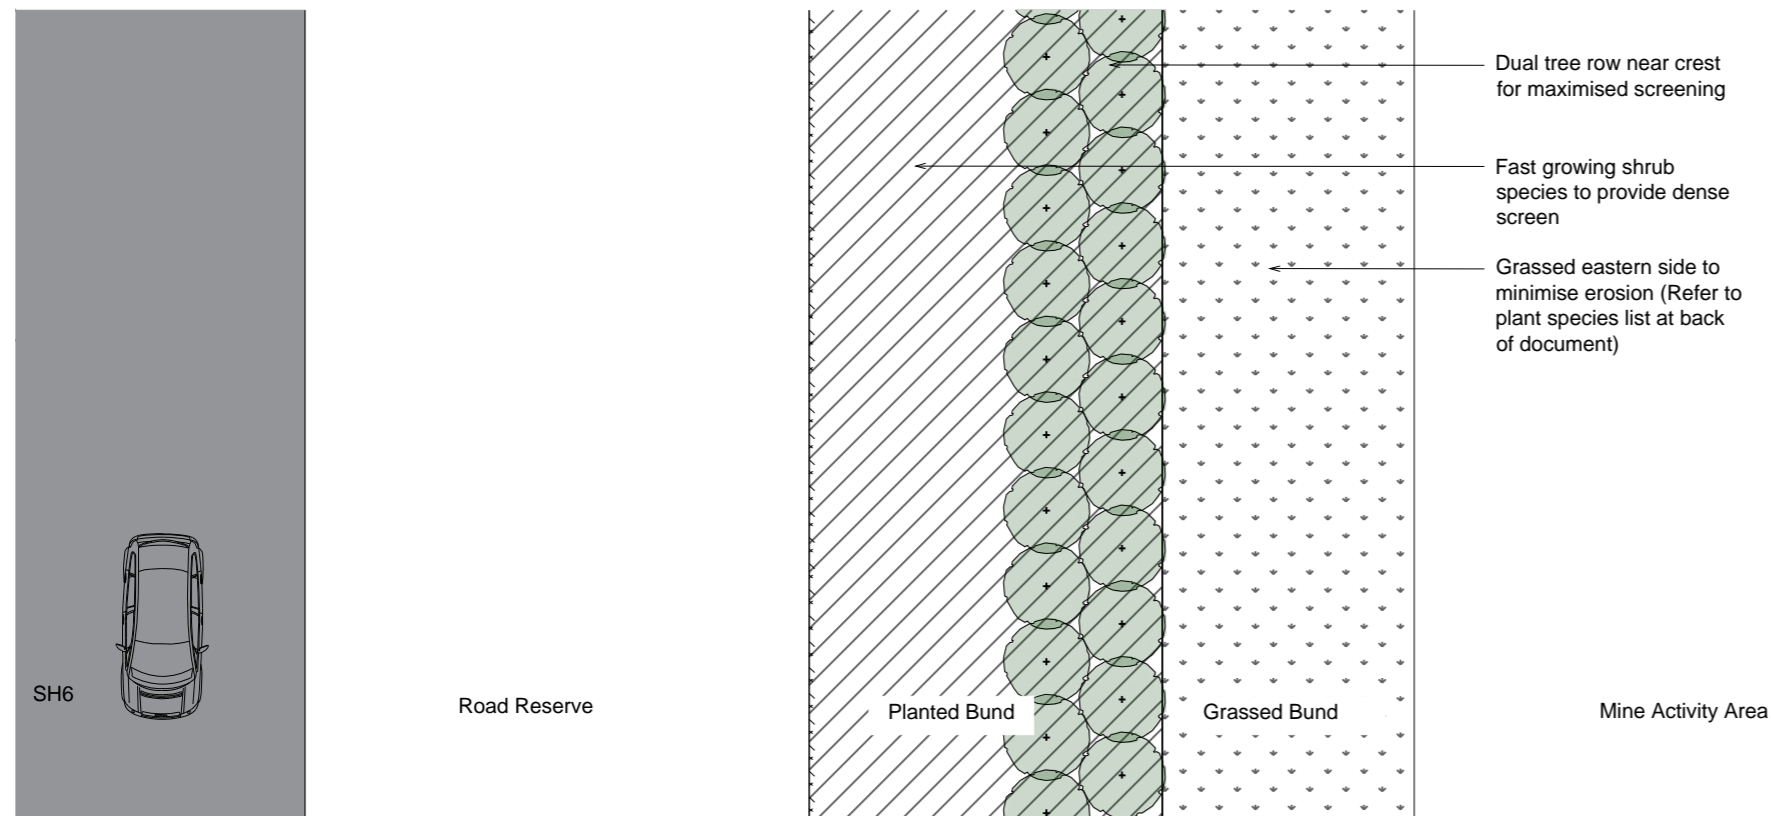 Dual tree row near crest
for maximised screening
Fast growing shrub
species to provide dense
screen
Grassed eastern side to
minimise erosion (Refer to
plant species list at back
of document)
SH6
Road Reserve
Planted Bund
Grassed Bund
Mine Activity Area